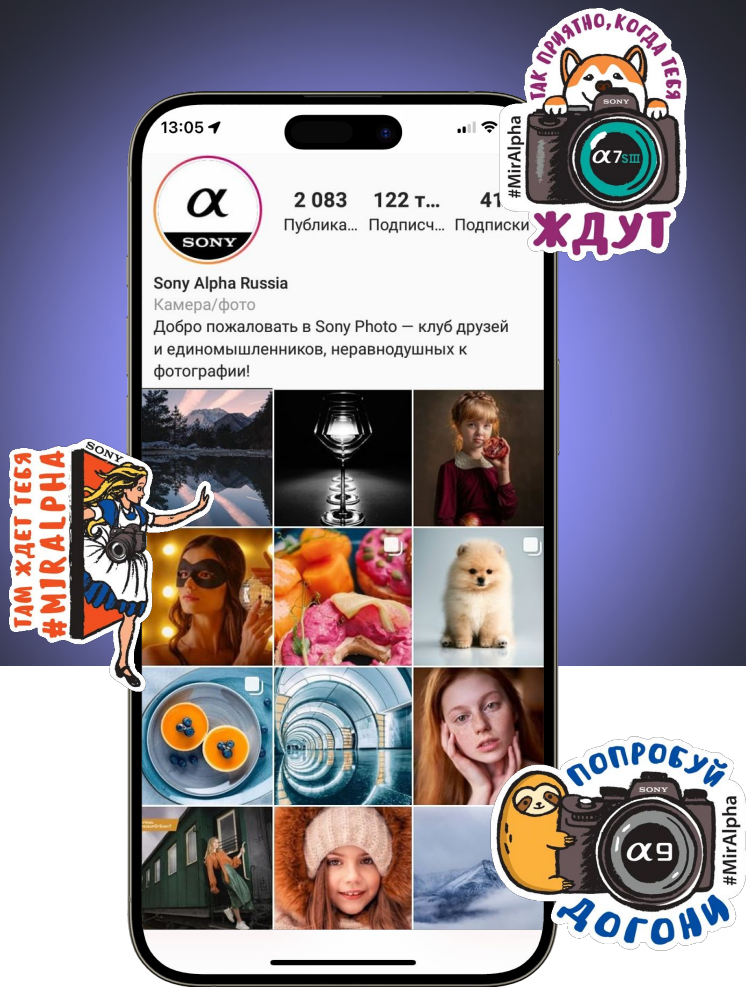 ТАК ПРИЯТНО, КОГДА ТЕБЯ
SONY
α7SIII
#MirAlpha
ЖДУТ
13:05
α
SONY
2 083
122 т...
41
Публика...
Подписч...
Подписки
Sony Alpha Russia
Камера/фото
Добро пожаловать в Sony Photo — клуб друзей
и единомышленников, неравнодушных к
фотографии!
SONY
ТАМ ЖДЕТ ТЕБЯ
#MIRALPHA
ПОПРОБУЙ
SONY
α9
#MirAlpha
ДОГОНИ